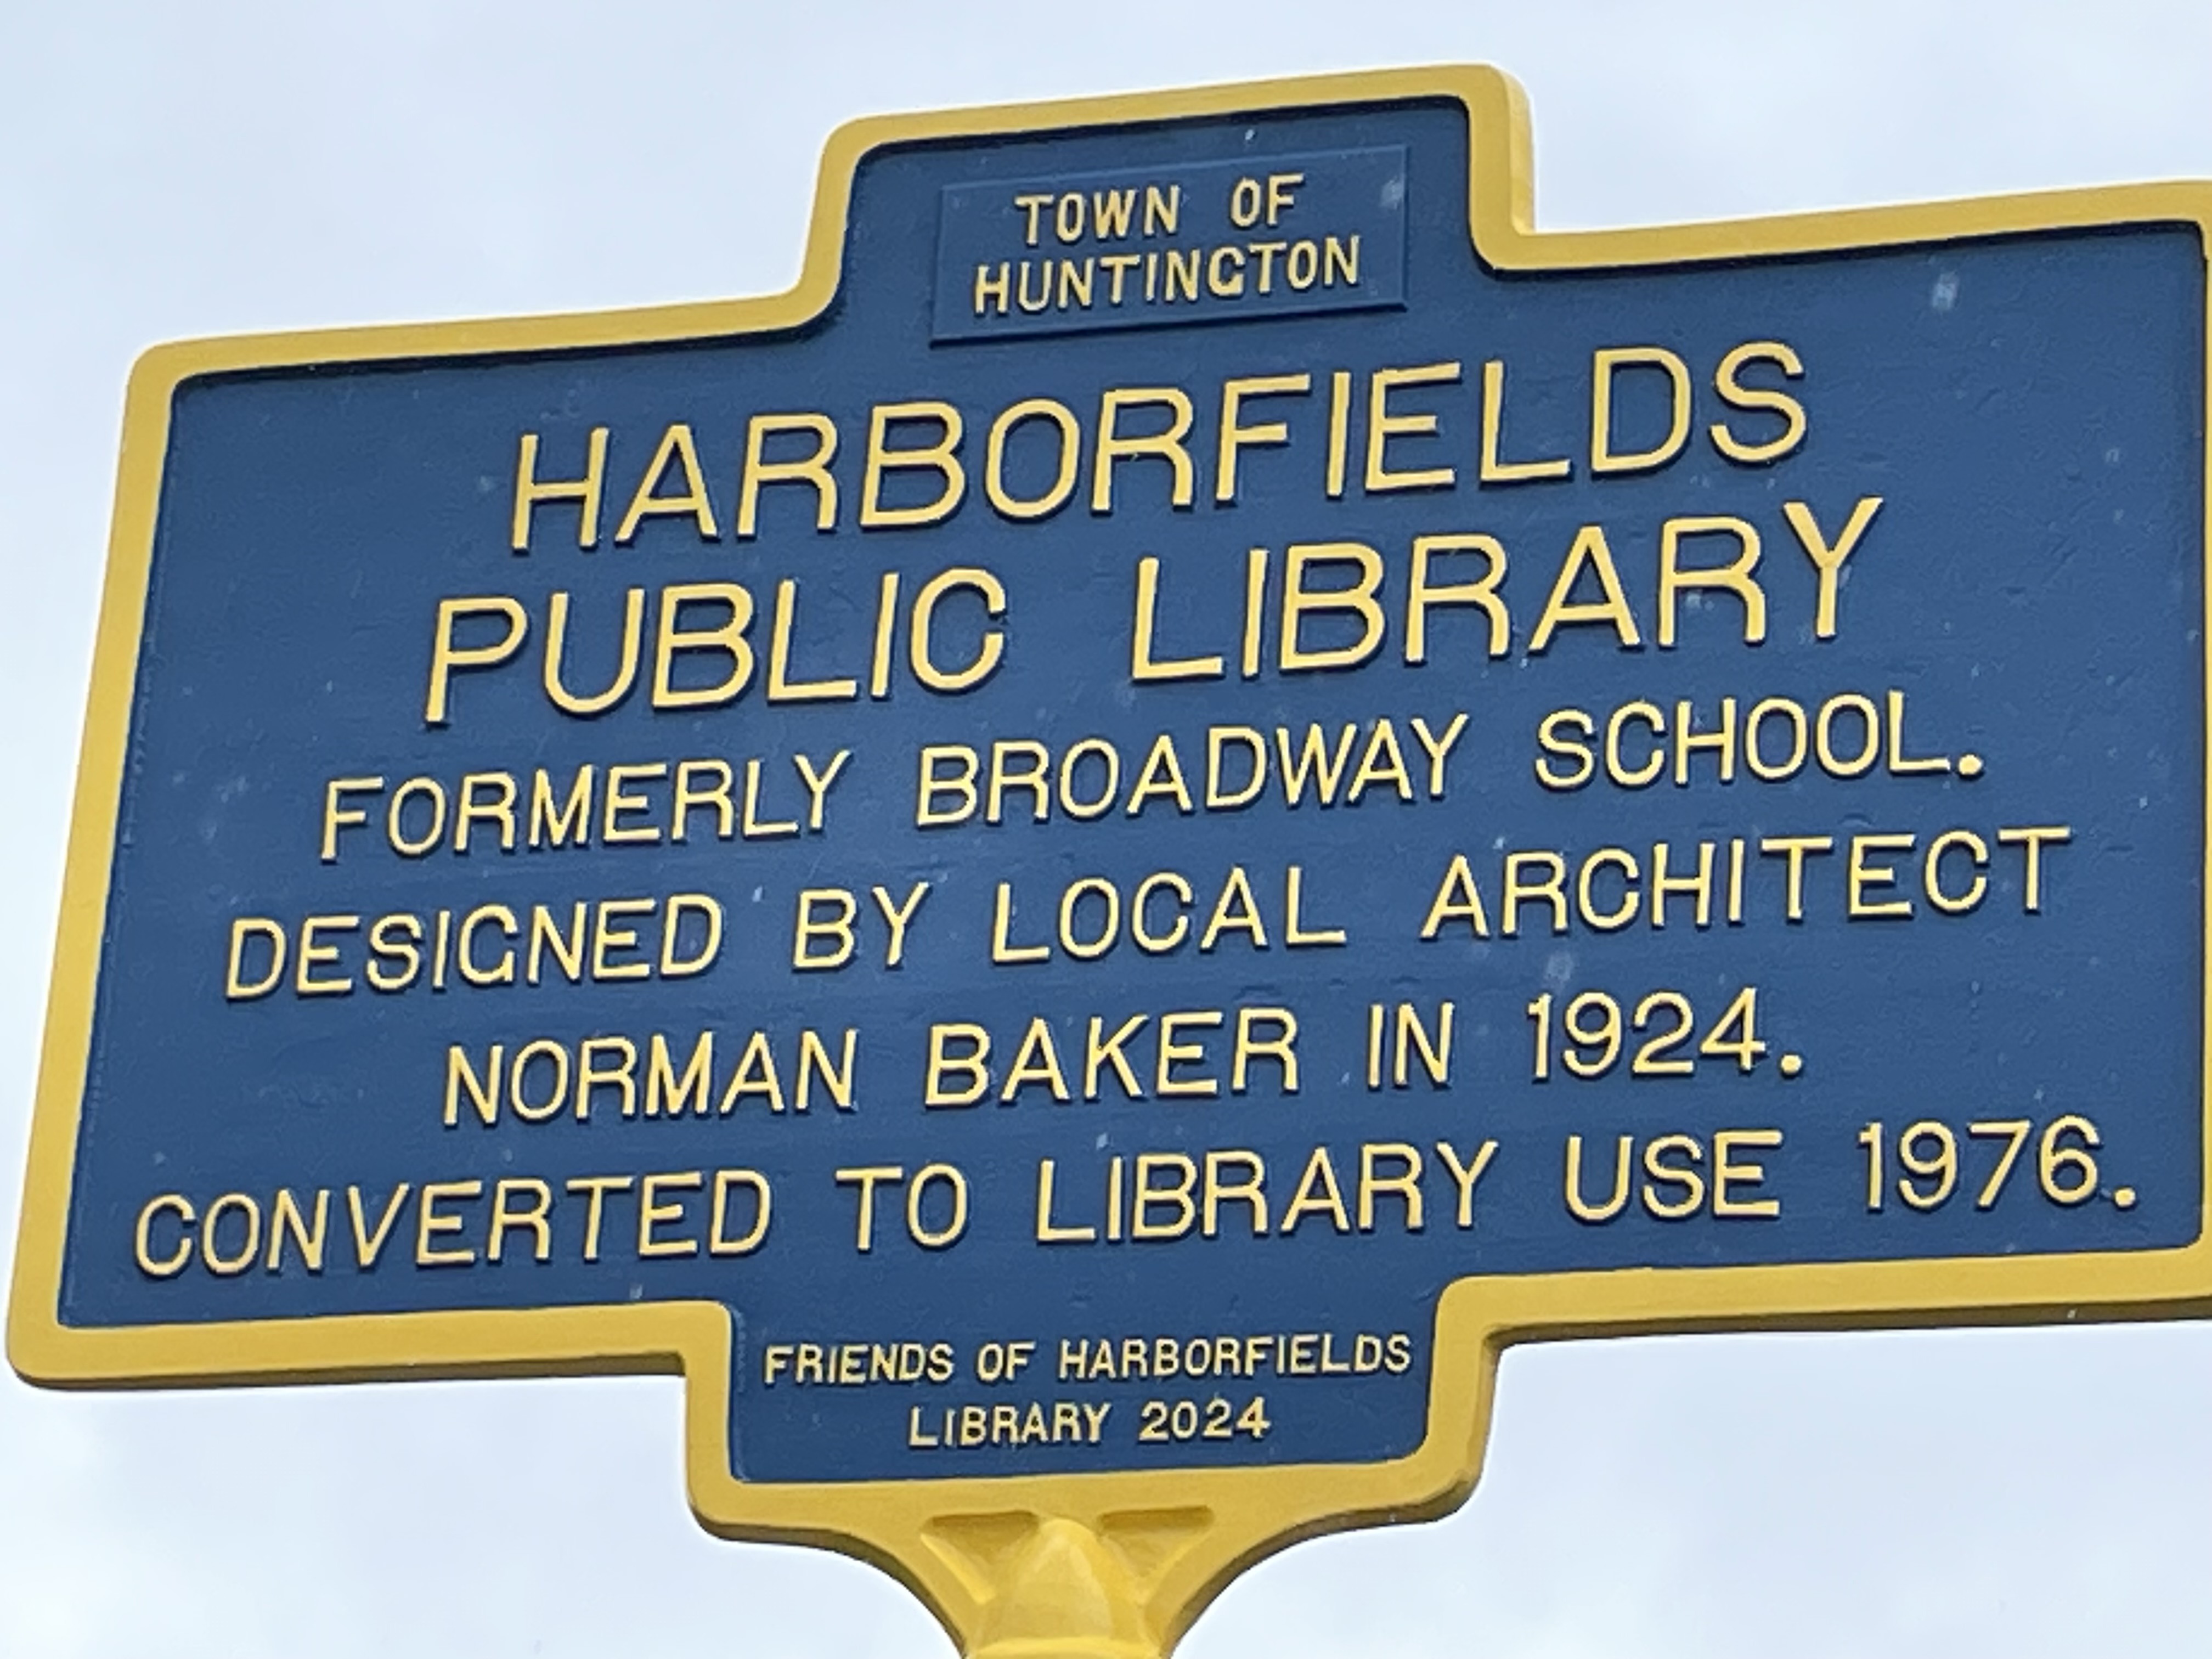 TOWN OF
HUNTINGTON
HARBORFIELDS
PUBLIC LIBRARY
FORMERLY BROADWAY SCHOOL.
DESIGNED BY LOCAL ARCHITECT
NORMAN BAKER IN 1924.
CONVERTED TO LIBRARY USE 1976.
FRIENDS OF HARBORFIELDS
LIBRARY 2024